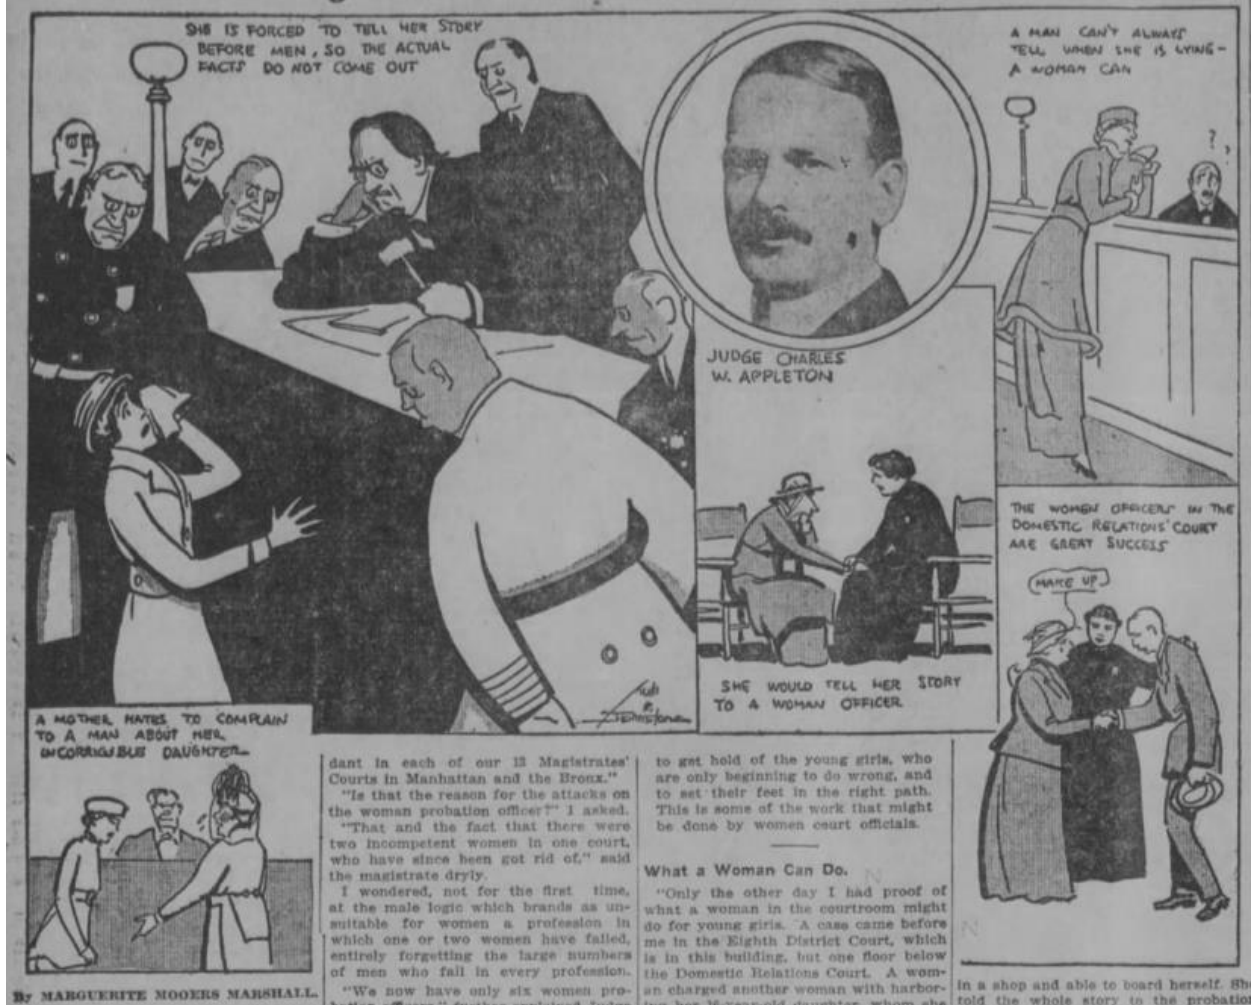 SHE IS FORCED TO TELL HER STORY
BEFORE MEN, SO THE ACTUAL
FACTS DO NOT COME OUT
A MAN CAN'T ALWAYS
TELL WHEN SHE IS LYING-
A WOMAN CAN
? ?
JUDGE CHARLES
W. APPLETON
SHE WOULD TELL HER STORY
TO A WOMAN OFFICER
THE WOMEN OFFICERS IN THE
DOMESTIC RELATIONS' COURT
ARE GREAT SUCCESS
MAKE UP
A MOTHER HATES TO COMPLAIN
TO A MAN ABOUT HER
INCORRIGIBLE DAUGHTER
By MARGUERITE MOOERS MARSHALL.
dant in each of our 12 Magistrates'
Courts in Manhattan and the Bronx."
"Is that the reason for the attacks on
the woman probation officer?" I asked.
"That and the fact that there were
two incompetent women in one court,
who have since been got rid of," said
the magistrate dryly.
I wondered, not for the first time,
at the male logic which brands as un-
suitable for women a profession in
which one or two women have failed,
entirely forgetting the large numbers
of men who fail in every profession.
"We now have only six women pro-
to get hold of the young girls, who
are only beginning to do wrong, and
to set their feet in the right path.
This is some of the work that might
be done by women court officials.
What a Woman Can Do.
"Only the other day I had proof of
what a woman in the courtroom might
do for young girls. A case came before
me in the Eighth District Court, which
is in this building, but one floor below
the Domestic Relations Court. A wom-
an charged another woman with harbor-
ing her 16-year-old daughter, whom she
in a shop and able to board herself. Sh
told the whole story in the probatio